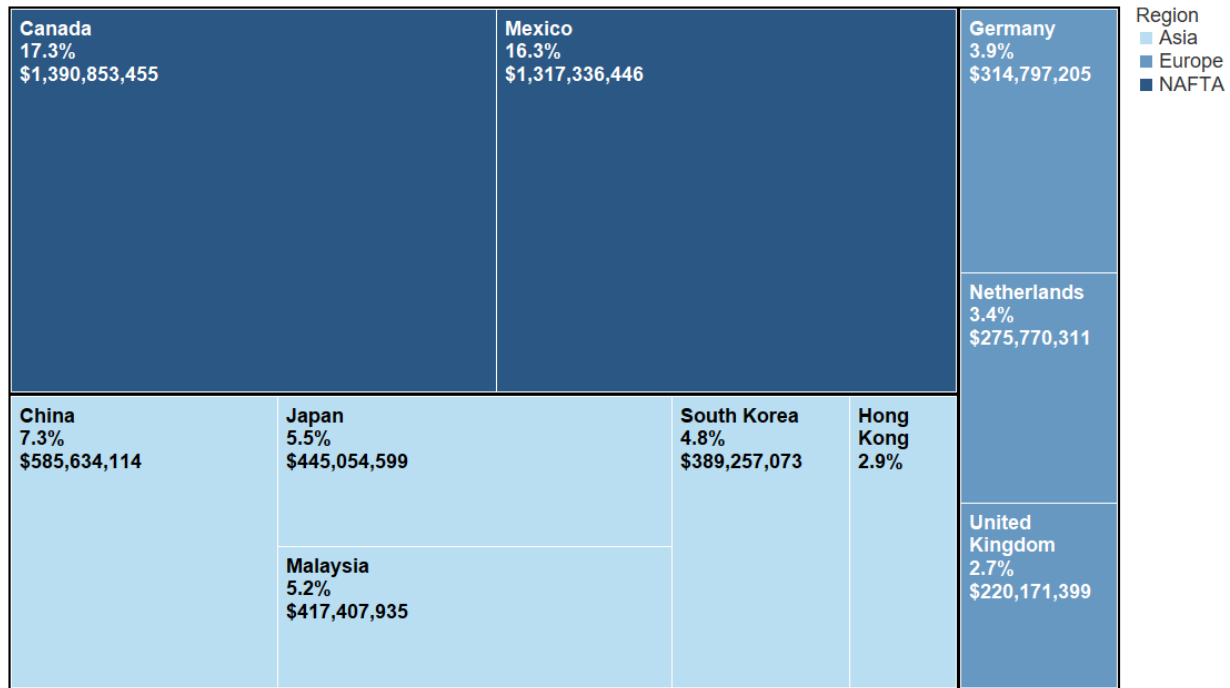 Canada
17.3%
$1,390,853,455
Mexico
16.3%
$1,317,336,446
Germany
3.9%
$314,797,205
Netherlands
3.4%
$275,770,311
United
Kingdom
2.7%
$220,171,399
China
7.3%
$585,634,114
Japan
5.5%
$445,054,599
Malaysia
5.2%
$417,407,935
South Korea
4.8%
$389,257,073
Hong
Kong
2.9%
Region
Asia
Europe
NAFTA